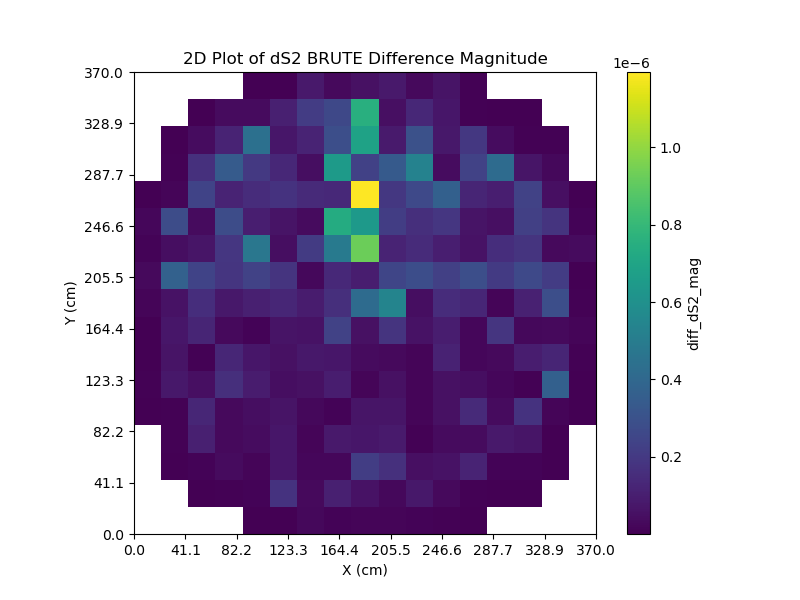 2D Plot of dS2 BRUTE Difference Magnitude
1e−6
370.0
328.9
287.7
246.6
205.5
164.4
123.3
82.2
41.1
0.0
Y (cm)
0.0 41.1 82.2 123.3 164.4 205.5 246.6 287.7 328.9 370.0
X (cm)
1.0
0.8
0.6
0.4
0.2
diff_dS2_mag